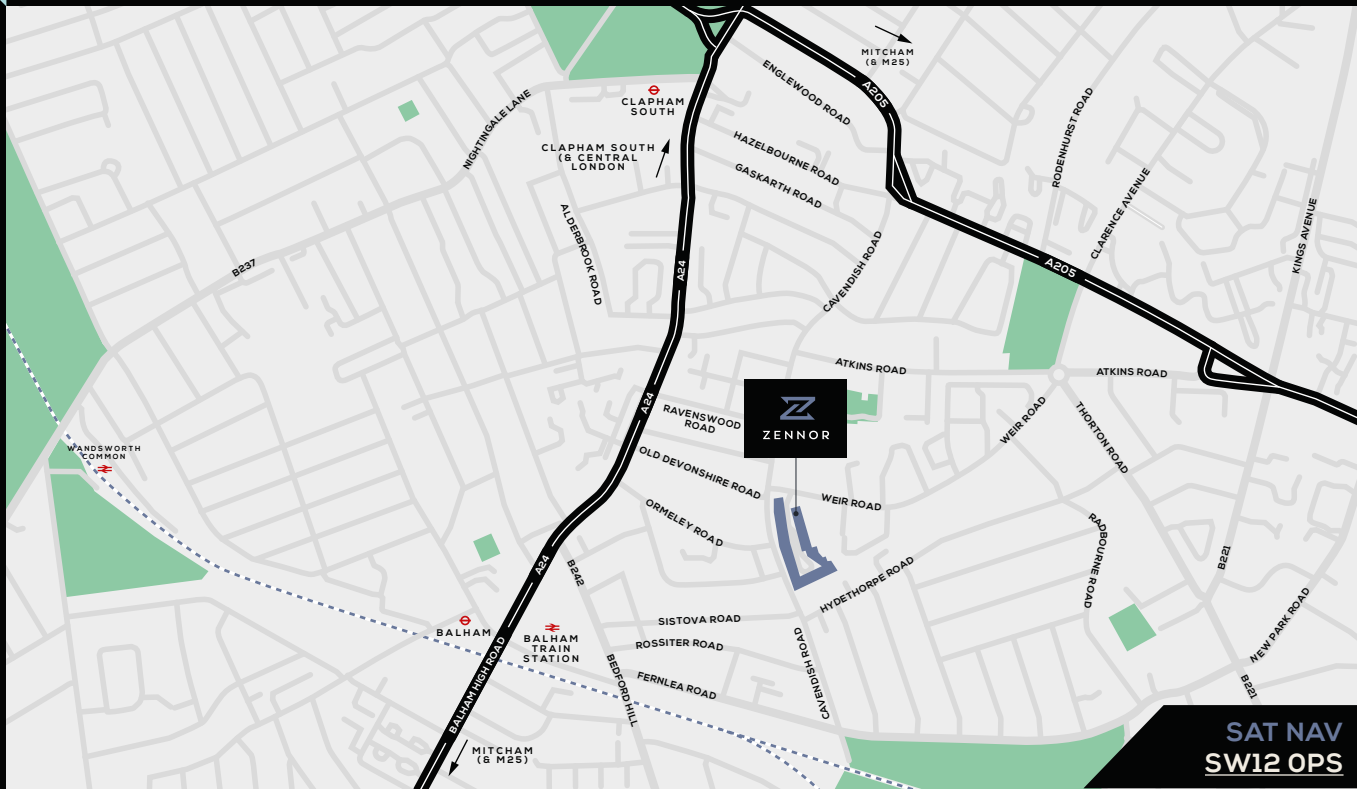 MITCHAM
(& M25)
ENGLEWOOD ROAD
A205
CLAPHAM
SOUTH
NIGHTINGALE LANE
RODENHURST ROAD
CLAPHAM SOUTH
(& CENTRAL
LONDON
HAZELBOURNE ROAD
GASKARTH ROAD
CLARENCE AVENUE
KINGS AVENUE
ALDERBROOK ROAD
CAVENDISH ROAD
B237
A24
A205
ATKINS ROAD
ATKINS ROAD
A24
RAVENSWOOD
ROAD
ZENNOR
WEIR ROAD
THORTON ROAD
WANDSWORTH
COMMON
OLD DEVONSHIRE ROAD
WEIR ROAD
ORMELEY ROAD
RADBOURNE ROAD
A24
B242
B221
HYDETHORPE ROAD
NEW PARK ROAD
BALHAM
BALHAM
TRAIN
STATION
SISTOVA ROAD
ROSSITER ROAD
FERNLEA ROAD
BALHAM HIGH ROAD
BEDFORD HILL
CAVENDISH ROAD
B221
MITCHAM
(& M25)
SAT NAV
SW12 0PS